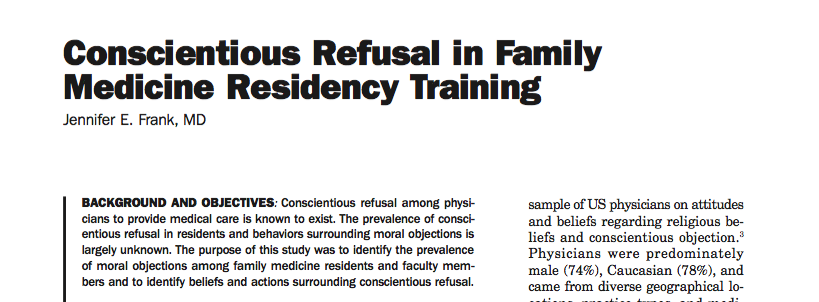 Conscientious Refusal in Family
Medicine Residency Training
Jennifer E. Frank, MD
BACKGROUND AND OBJECTIVES: Conscientious refusal among physi-
cians to provide medical care is known to exist. The prevalence of consci-
entious refusal in residents and behaviors surrounding moral objections is
largely unknown. The purpose of this study was to identify the prevalence
of moral objections among family medicine residents and faculty mem-
bers and to identify beliefs and actions surrounding conscientious refusal.
sample of US physicians on attitudes
and beliefs regarding religious be-
liefs and conscientious objection.³
Physicians were predominately
male (74%), Caucasian (78%), and
came from diverse geographical lo-